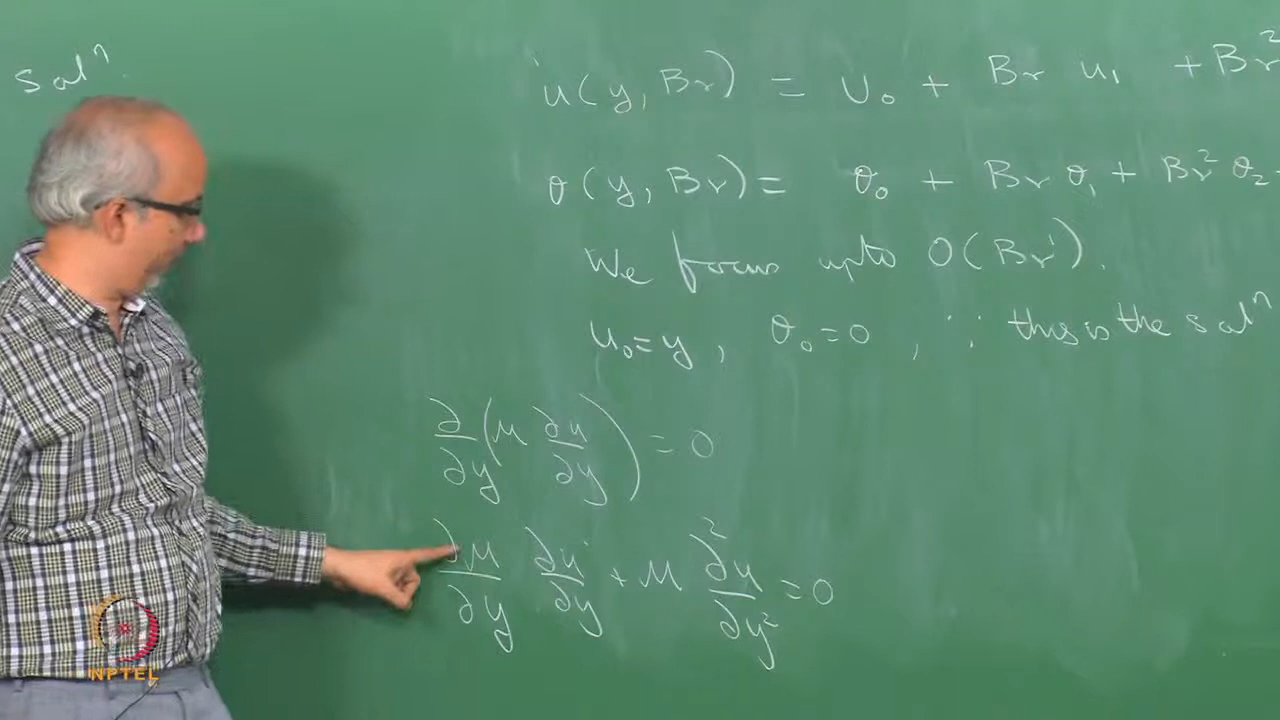 Solⁿ.
u(y, Br) = U₀ + Br u₁ + Br²
θ(y, Br) = θ₀ + Br θ₁ + Br² θ₂
We focus upto O(Br¹).
u₀=y, θ₀=0, ∵ this is the solⁿ
∂/∂y (μ ∂u/∂y) = 0
∂μ/∂y ∂u/∂y + μ ∂²u/∂y² = 0
NPTEL